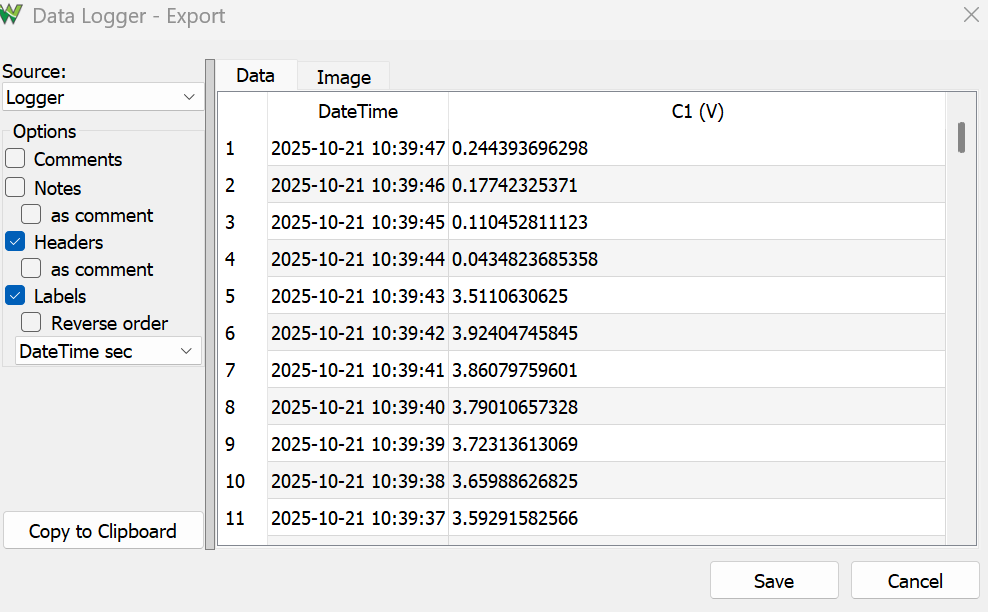 Data Logger - Export
Source:
Logger
Options
Comments
Notes
as comment
Headers
as comment
Labels
Reverse order
DateTime sec
Copy to Clipboard
Data Image
DateTime C1 (V)
1 2025-10-21 10:39:47 0.244393696298
2 2025-10-21 10:39:46 0.17742325371
3 2025-10-21 10:39:45 0.110452811123
4 2025-10-21 10:39:44 0.0434823685358
5 2025-10-21 10:39:43 3.5110630625
6 2025-10-21 10:39:42 3.92404745845
7 2025-10-21 10:39:41 3.86079759601
8 2025-10-21 10:39:40 3.79010657328
9 2025-10-21 10:39:39 3.72313613069
10 2025-10-21 10:39:38 3.65988626825
11 2025-10-21 10:39:37 3.59291582566
Save Cancel